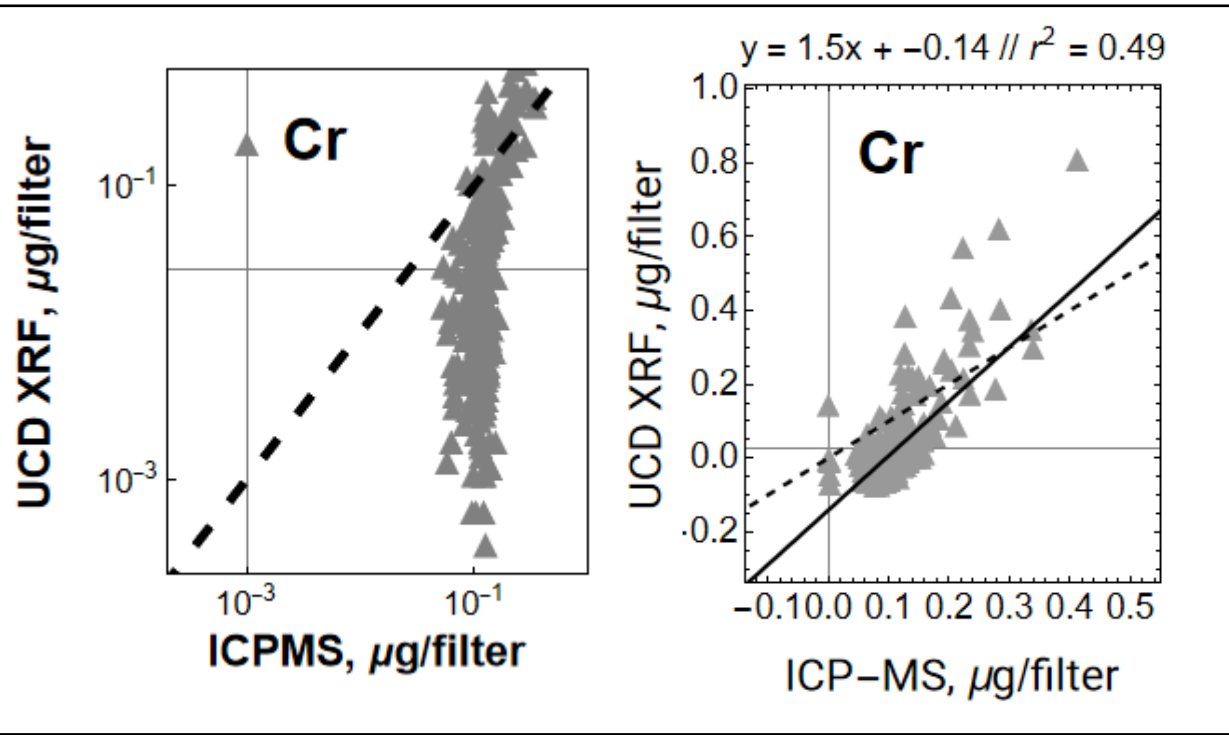 Cr
UCD XRF, µg/filter
10⁻¹
10⁻³
10⁻³ 10⁻¹
ICPMS, µg/filter
y = 1.5x + −0.14 // r² = 0.49
Cr
UCD XRF, µg/filter
1.0
0.8
0.6
0.4
0.2
0.0
-0.2
−0.1 0.0 0.1 0.2 0.3 0.4 0.5
ICP−MS, µg/filter